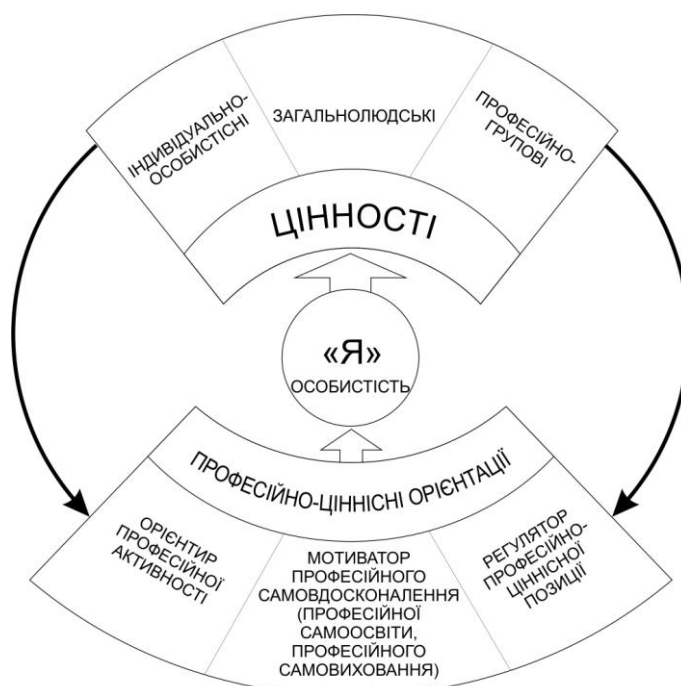 ІНДИВІДУАЛЬНО-
ОСОБИСТІСНІ
ЗАГАЛЬНОЛЮДСЬКІ
ПРОФЕСІЙНО-
ГРУПОВІ
ЦІННОСТІ
«Я»
ОСОБИСТІСТЬ
ПРОФЕСІЙНО-ЦІННІСНІ ОРІЄНТАЦІЇ
ОРІЄНТИР
ПРОФЕСІЙНОЇ
АКТИВНОСТІ
МОТИВАТОР
ПРОФЕСІЙНОГО
САМОВДОСКОНАЛЕННЯ
(ПРОФЕСІЙНОЇ
САМООСВІТИ,
ПРОФЕСІЙНОГО
САМОВИХОВАННЯ)
РЕГУЛЯТОР
ПРОФЕСІЙНО-
ЦІННІСНОЇ
ПОЗИЦІЇ